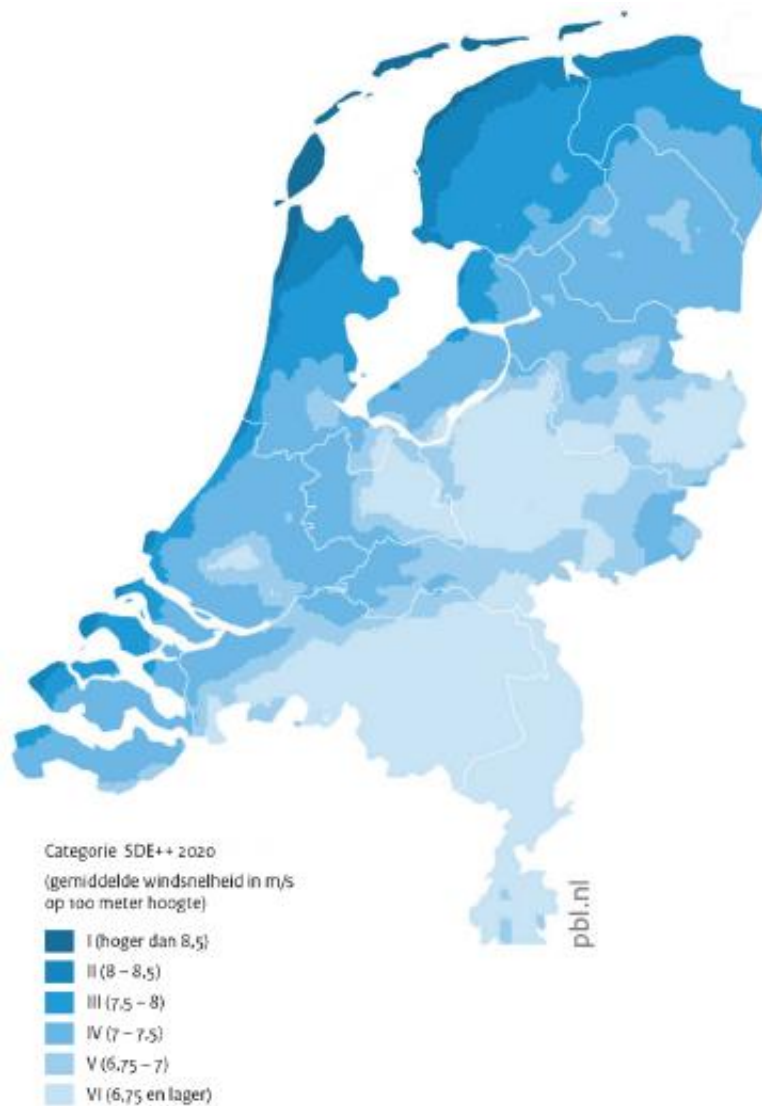 Categorie SDE++ 2020
(gemiddelde windsnelheid in m/s
op 100 meter hoogte)
I (hoger dan 8,5)
II (8 – 8,5)
III (7,5 – 8)
IV (7 – 7,5)
V (6,75 – 7)
VI (6,75 en lager)
pbl.nl